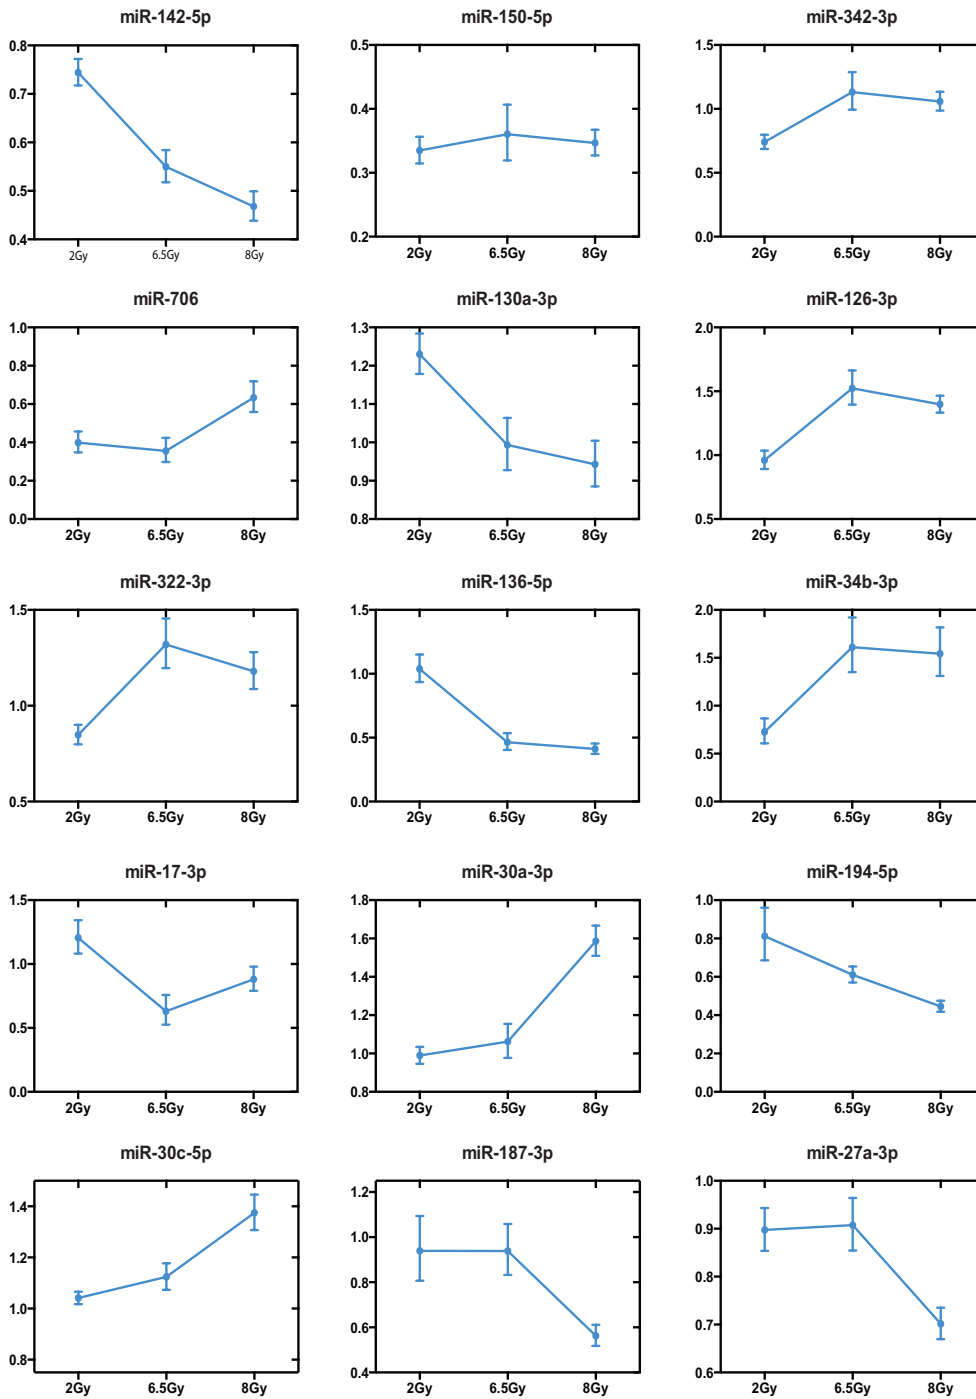 miR-142-5p miR-150-5p miR-342-3p
0.8 0.5 1.5
0.7
0.4 1.0
0.6
0.3 0.5
0.5
0.4 0.2 0.0
2Gy 6.5Gy 8Gy 2Gy 6.5Gy 8Gy 2Gy 6.5Gy 8Gy
miR-706 miR-130a-3p miR-126-3p
1.0 1.3 2.0
0.8 1.2
1.5
0.6 1.1
0.4 1.0
1.0
0.2 0.9
0.0 0.8 0.5
2Gy 6.5Gy 8Gy 2Gy 6.5Gy 8Gy 2Gy 6.5Gy 8Gy
miR-322-3p miR-136-5p miR-34b-3p
1.5 1.5 2.0
1.5
1.0
1.0 1.0
0.5 0.5
0.5 0.0 0.0
2Gy 6.5Gy 8Gy 2Gy 6.5Gy 8Gy 2Gy 6.5Gy 8Gy
miR-17-3p miR-30a-3p miR-194-5p
1.5 1.8 1.0
1.6 0.8
1.0
1.4 0.6
0.5 1.2 0.4
1.0 0.2
0.0 0.8 0.0
2Gy 6.5Gy 8Gy 2Gy 6.5Gy 8Gy 2Gy 6.5Gy 8Gy
miR-30c-5p miR-187-3p miR-27a-3p
1.2 1.0
1.4
1.0 0.9
1.2
0.8 0.8
1.0
0.6 0.7
0.8
0.4 0.6
2Gy 6.5Gy 8Gy 2Gy 6.5Gy 8Gy 2Gy 6.5Gy 8Gy